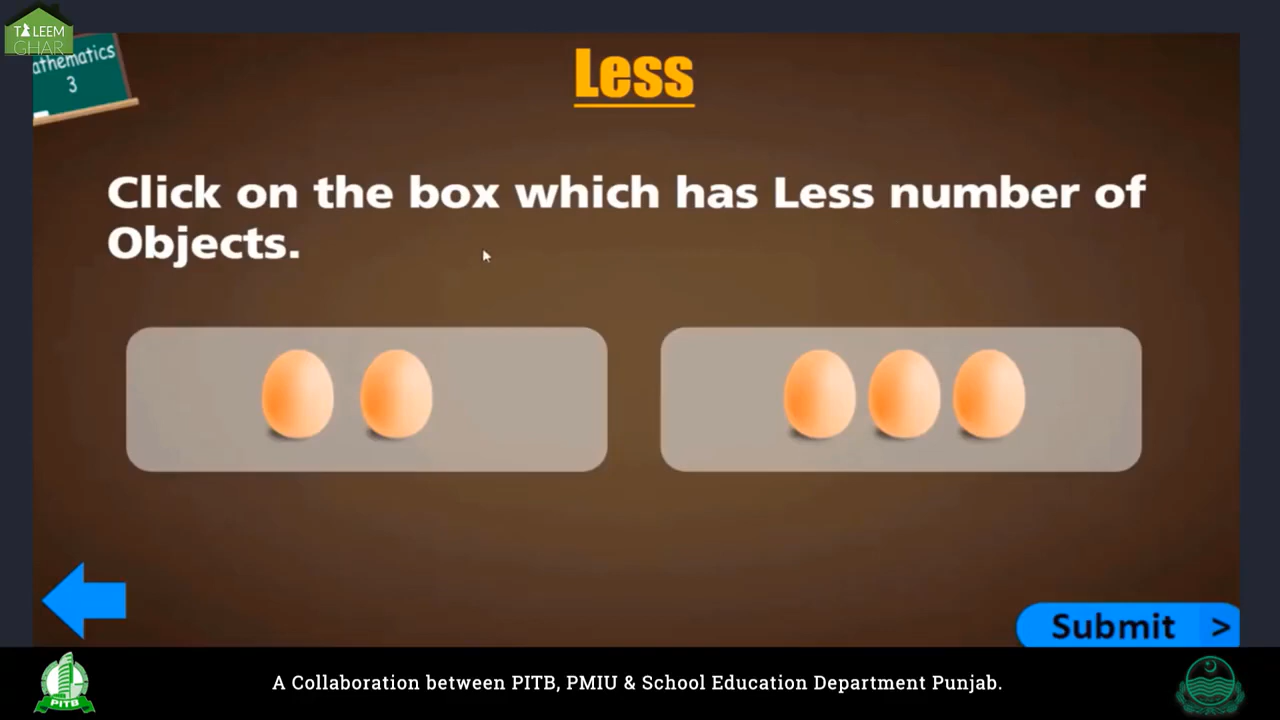 TALEEM
GHAR
athematics
3
Less
Click on the box which has Less number of
Objects.
Submit >
PITB
A Collaboration between PITB, PMIU & School Education Department Punjab.